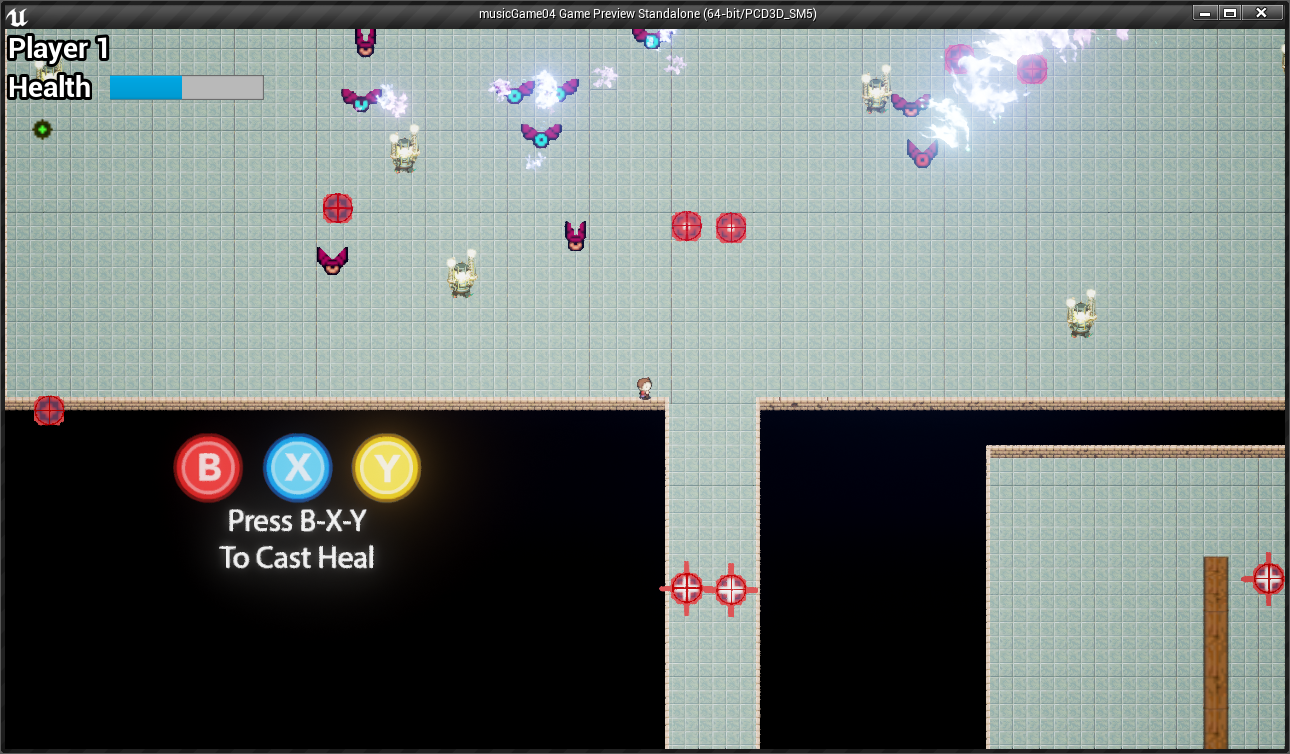 musicGame04 Game Preview Standalone (64-bit/PCD3D_SM5)
Player 1
Health
B X Y
Press B-X-Y
To Cast Heal